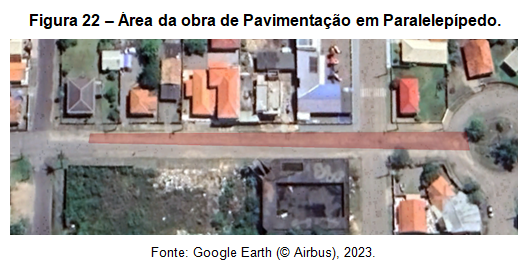 Figura 22 – Área da obra de Pavimentação em Paralelepípedo.
Fonte: Google Earth (© Airbus), 2023.